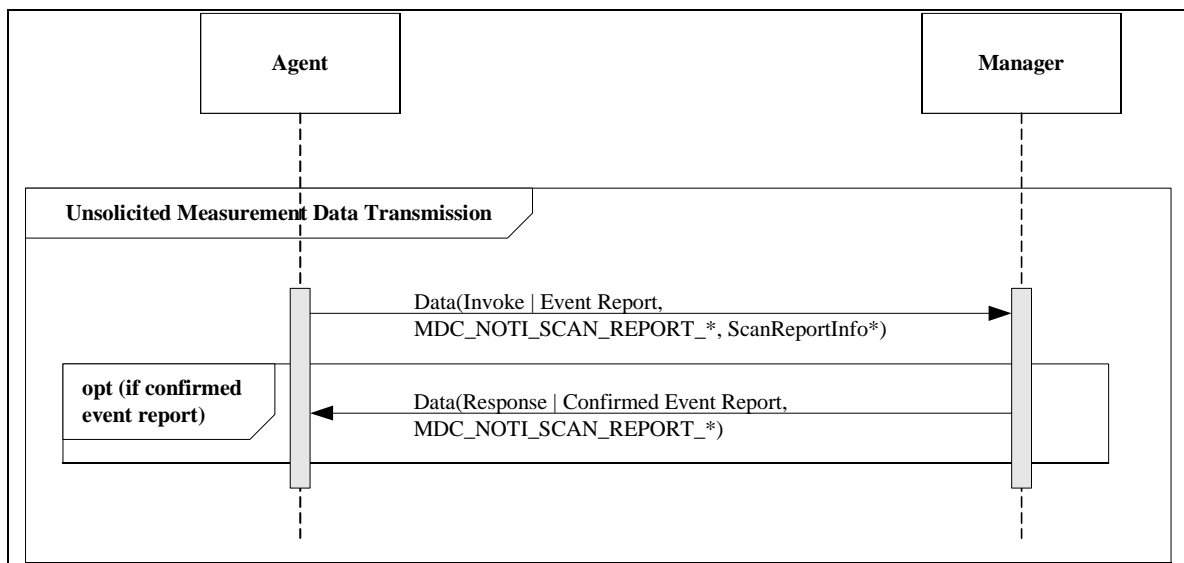 Agent
Manager
Unsolicited Measurement Data Transmission
Data(Invoke | Event Report,
MDC_NOTI_SCAN_REPORT_*, ScanReportInfo*)
opt (if confirmed
event report)
Data(Response | Confirmed Event Report,
MDC_NOTI_SCAN_REPORT_*)